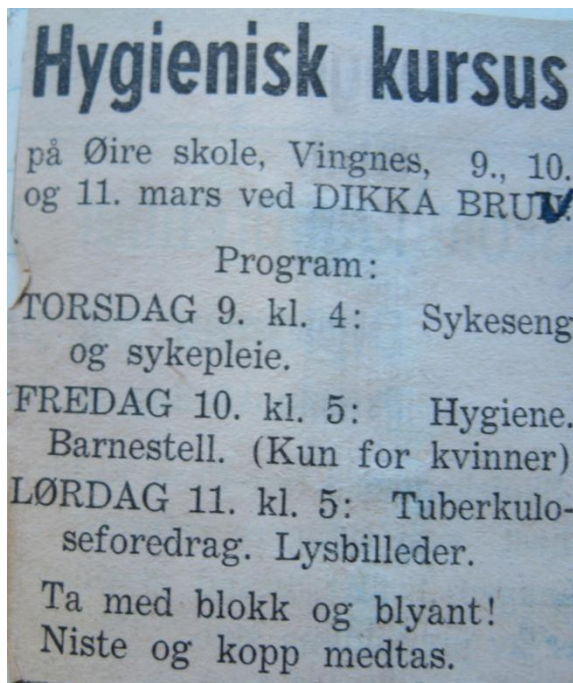 Hygienisk kursus
på Øire skole, Vingnes, 9., 10.
og 11. mars ved DIKKA
Program:
TORSDAG 9. kl. 4: Sykeseng
og sykepleie.
FREDAG 10. kl. 5: Hygiene.
Barnestell. (Kun for kvinner)
LØRDAG 11. kl. 5: Tuberkulo-
seforedrag. Lysbilleder.
Ta med blokk og blyant!
Niste og kopp medtas.